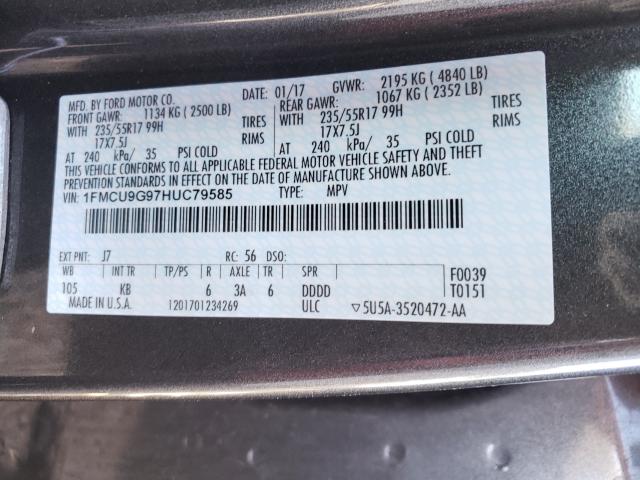 MFD. BY FORD MOTOR CO.
DATE: 01/17 GVWR: 2195 KG ( 4840 LB)
FRONT GAWR: 1134 KG ( 2500 LB) REAR GAWR: 1067 KG ( 2352 LB)
WITH 235/55R17 99H TIRES WITH 235/55R17 99H TIRES
17X7.5J RIMS 17X7.5J RIMS
AT 240 kPa/ 35 PSI COLD AT 240 kPa/ 35 PSI COLD
THIS VEHICLE CONFORMS TO ALL APPLICABLE FEDERAL MOTOR VEHICLE SAFETY AND THEFT
PREVENTION STANDARDS IN EFFECT ON THE DATE OF MANUFACTURE SHOWN ABOVE.
VIN: 1FMCU9G97HUC79585 TYPE: MPV
EXT PNT: J7 RC: 56 DSO:
WB INT TR TP/PS R AXLE TR SPR F0039
105 KB 6 3A 6 DDDD T0151
MADE IN U.S.A. 1201701234269 ULC ▽5U5A-3520472-AA